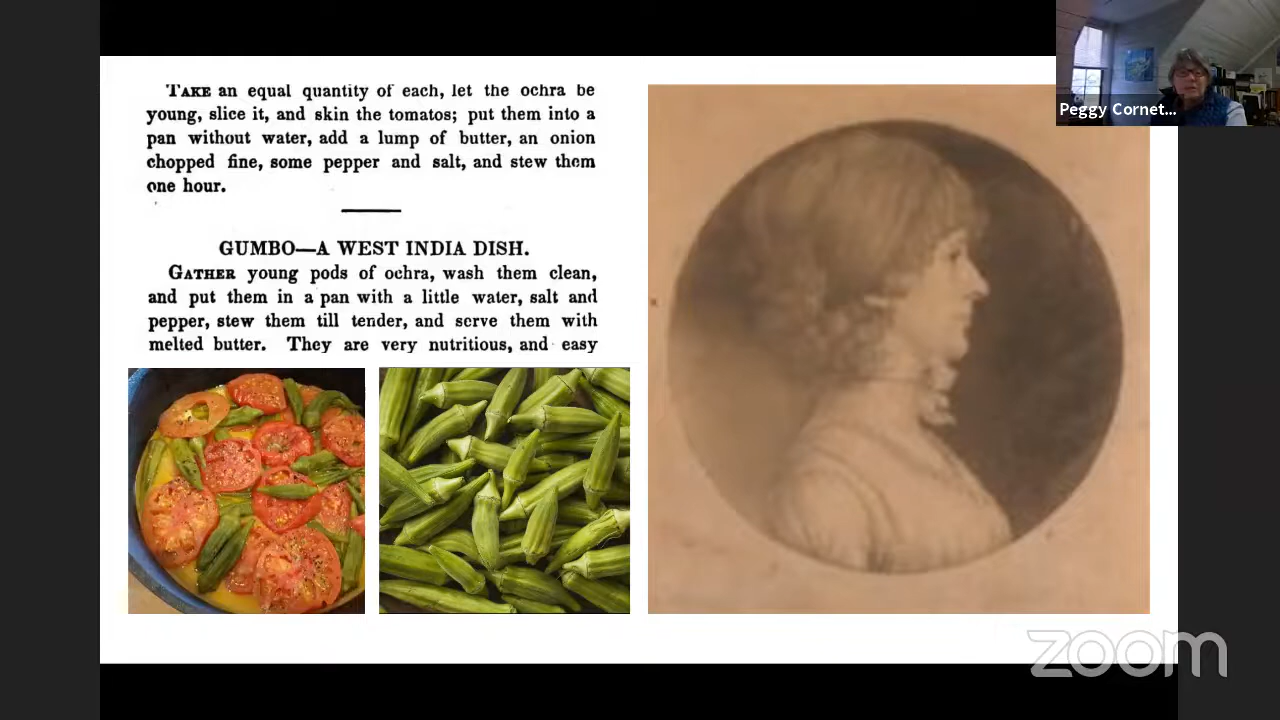 TAKE an equal quantity of each, let the ochra be
young, slice it, and skin the tomatos; put them into a
pan without water, add a lump of butter, an onion
chopped fine, some pepper and salt, and stew them
one hour.
GUMBO—A WEST INDIA DISH.
GATHER young pods of ochra, wash them clean,
and put them in a pan with a little water, salt and
pepper, stew them till tender, and serve them with
melted butter. They are very nutritious, and easy
Peggy Cornet...
zoom